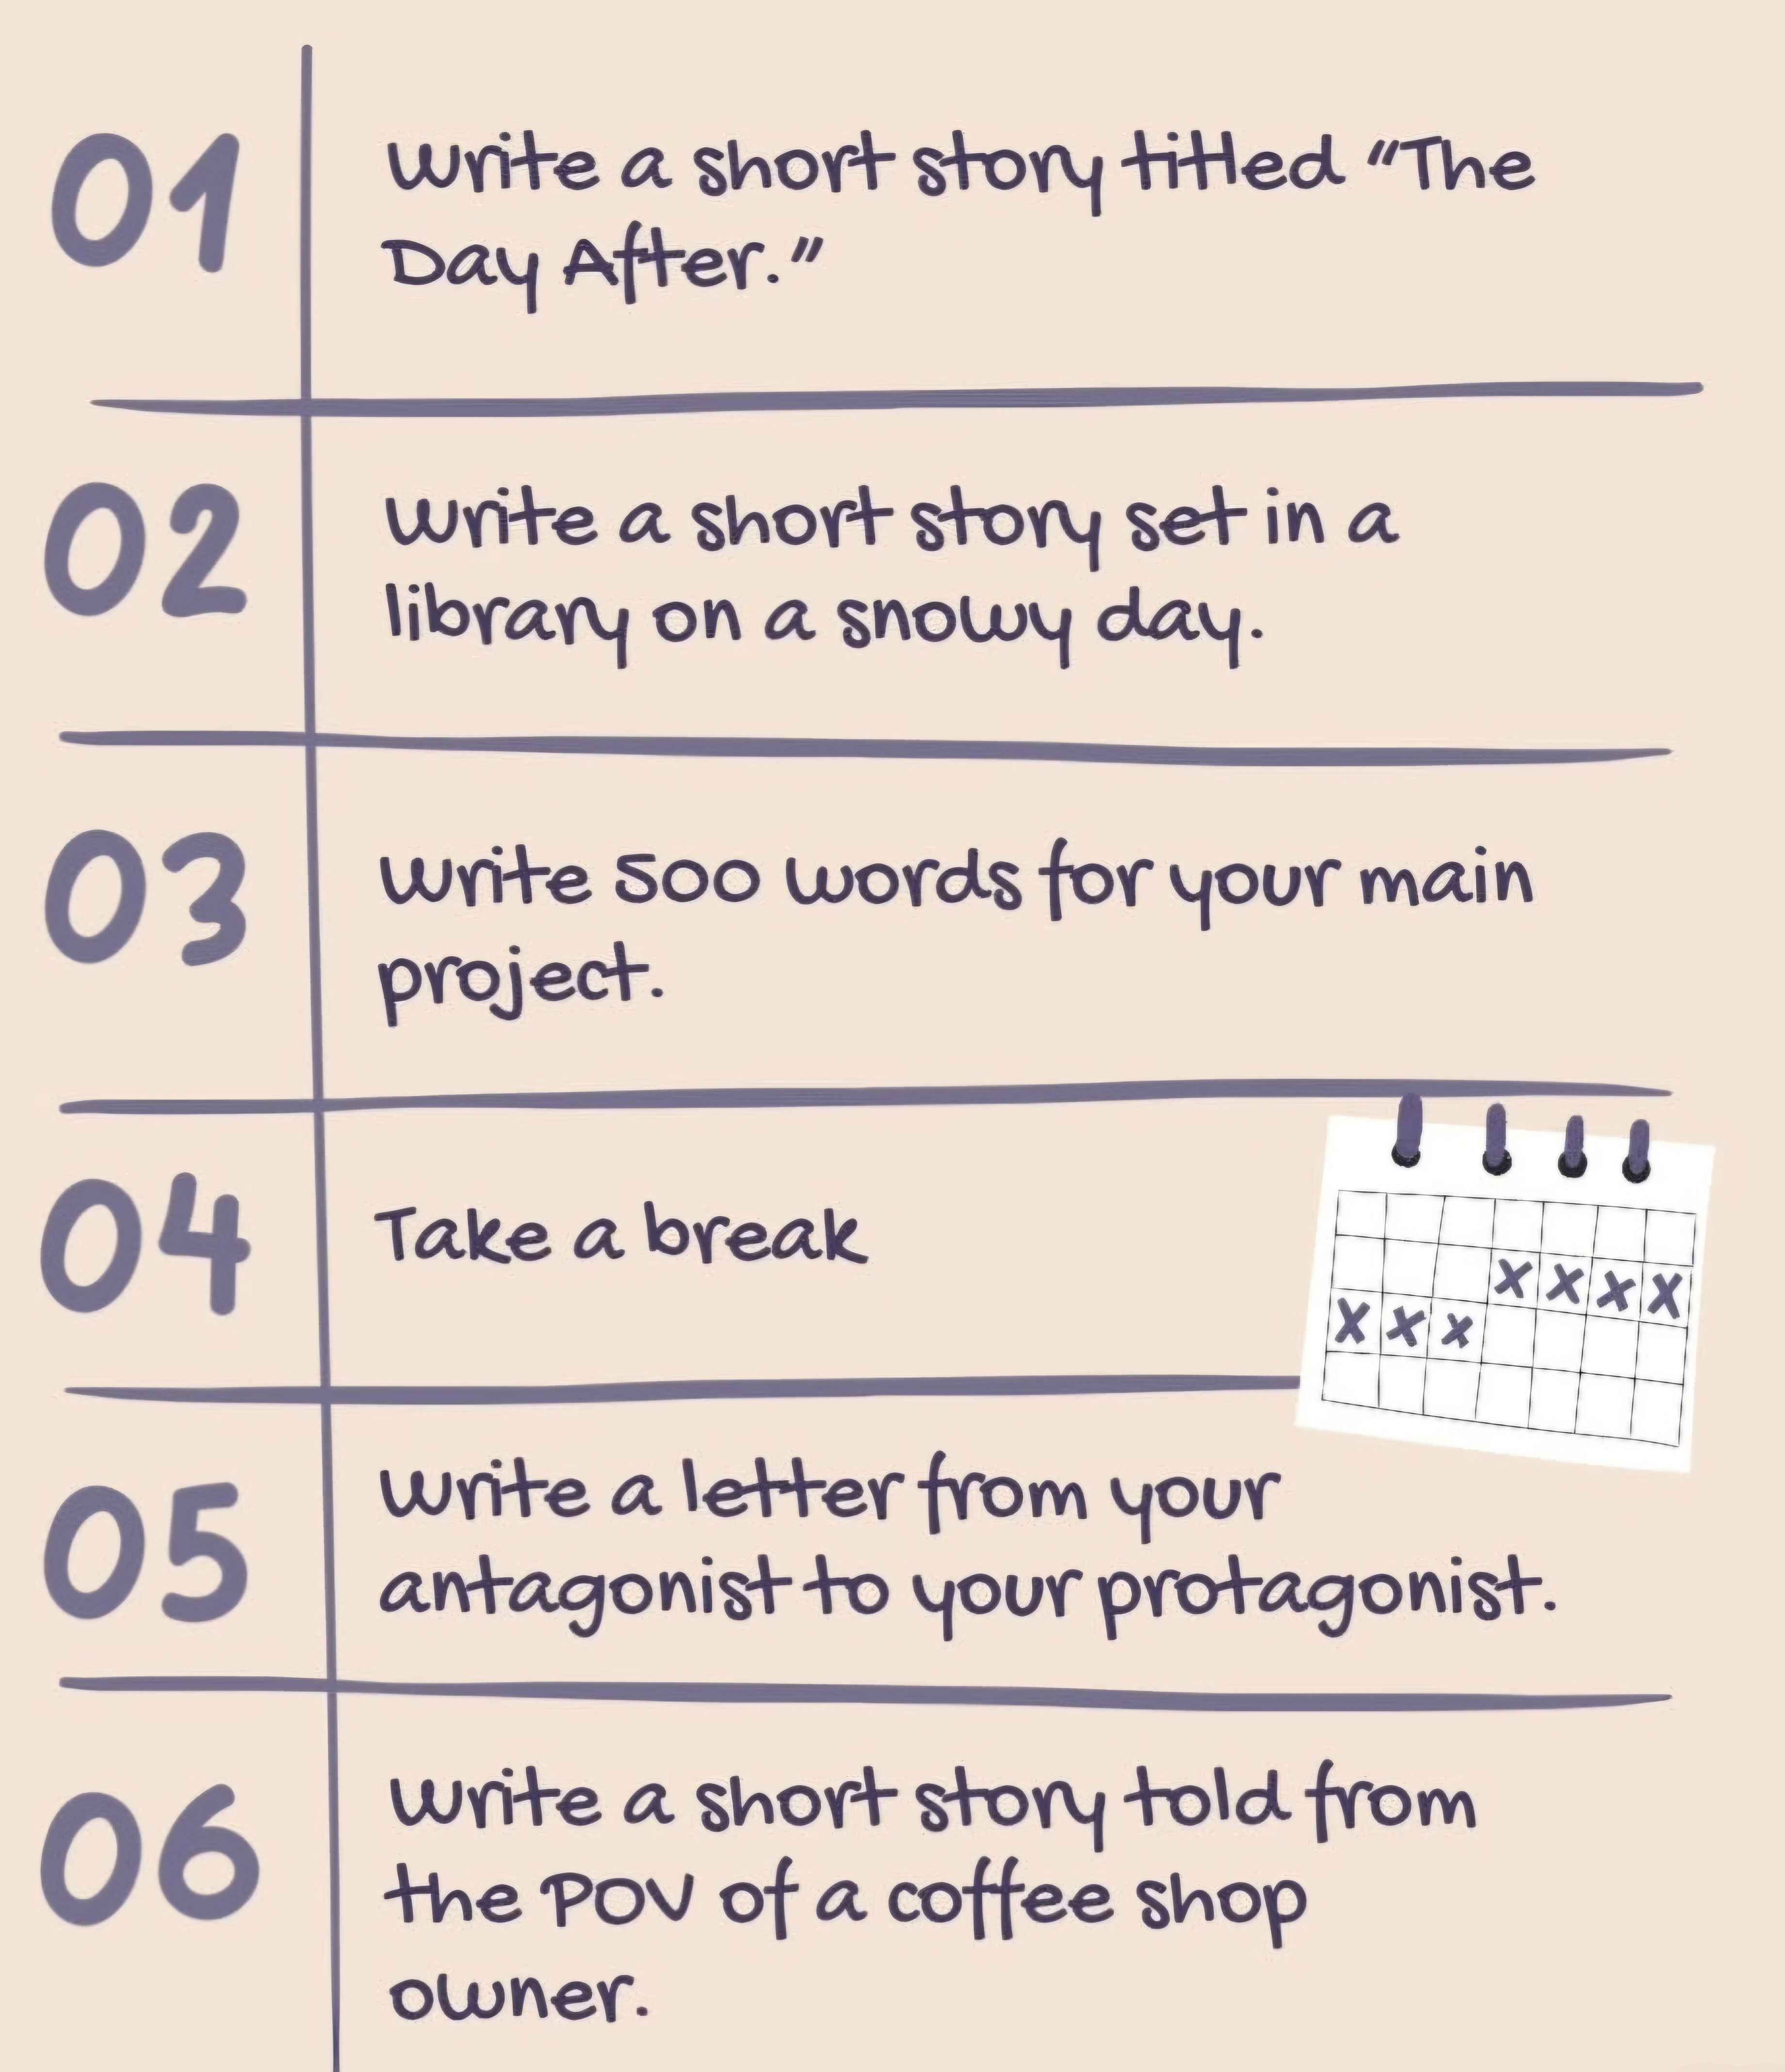 01
Write a short story titled “The
Day After.”
02
Write a short story set in a
library on a snowy day.
03
Write 500 words for your main
project.
04
Take a break
X X X X
X X X
05
Write a letter from your
antagonist to your protagonist.
06
Write a short story told from
the POV of a coffee shop
owner.